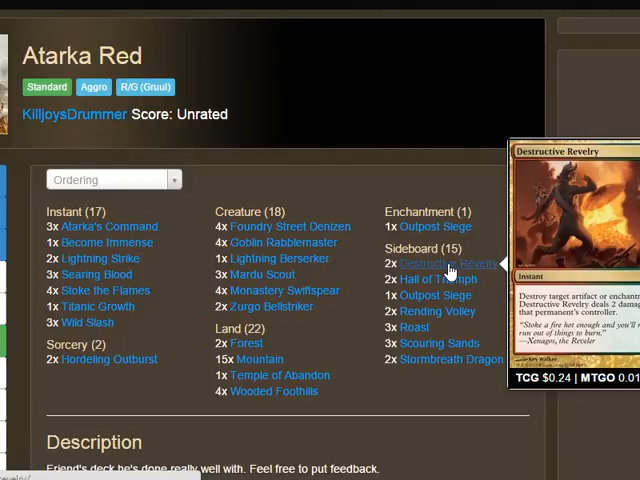 Atarka Red
Standard Aggro R/G (Gruul)
KilljoysDrummer Score: Unrated
Ordering
Instant (17)
3x Atarka's Command
1x Become Immense
2x Lightning Strike
3x Searing Blood
4x Stoke the Flames
1x Titanic Growth
3x Wild Slash
Sorcery (2)
2x Hordeling Outburst
Creature (18)
4x Foundry Street Denizen
4x Goblin Rabblemaster
1x Lightning Berserker
3x Mardu Scout
4x Monastery Swiftspear
2x Zurgo Bellstriker
Land (22)
2x Forest
15x Mountain
1x Temple of Abandon
4x Wooded Foothills
Enchantment (1)
1x Outpost Siege
Sideboard (15)
2x Destructive Revelry
2x Hall of Triumph
1x Outpost Siege
2x Rending Volley
3x Roast
3x Scouring Sands
2x Stormbreath Dragon
Destructive Revelry
Instant
Destroy target artifact or enchantm
Destructive Revelry deals 2 damage
that permanent's controller.
"Stoke a fire hot enough and you'll n
run out of things to burn."
—Xenagos, the Reveler
TCG $0.24 | MTGO 0.01
Description
Friend's deck he's done really well with. Feel free to put feedback.
revelry/